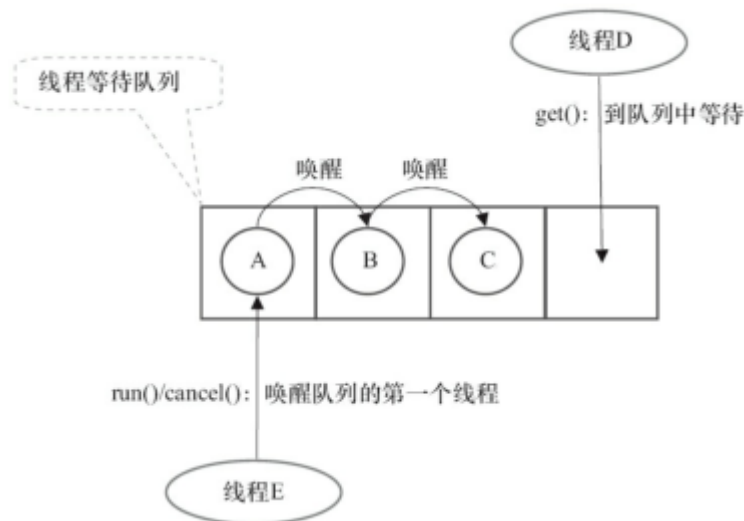 线程D
线程等待队列
get()：到队列中等待
唤醒
唤醒
A
B
C
run()/cancel()：唤醒队列的第一个线程
线程E